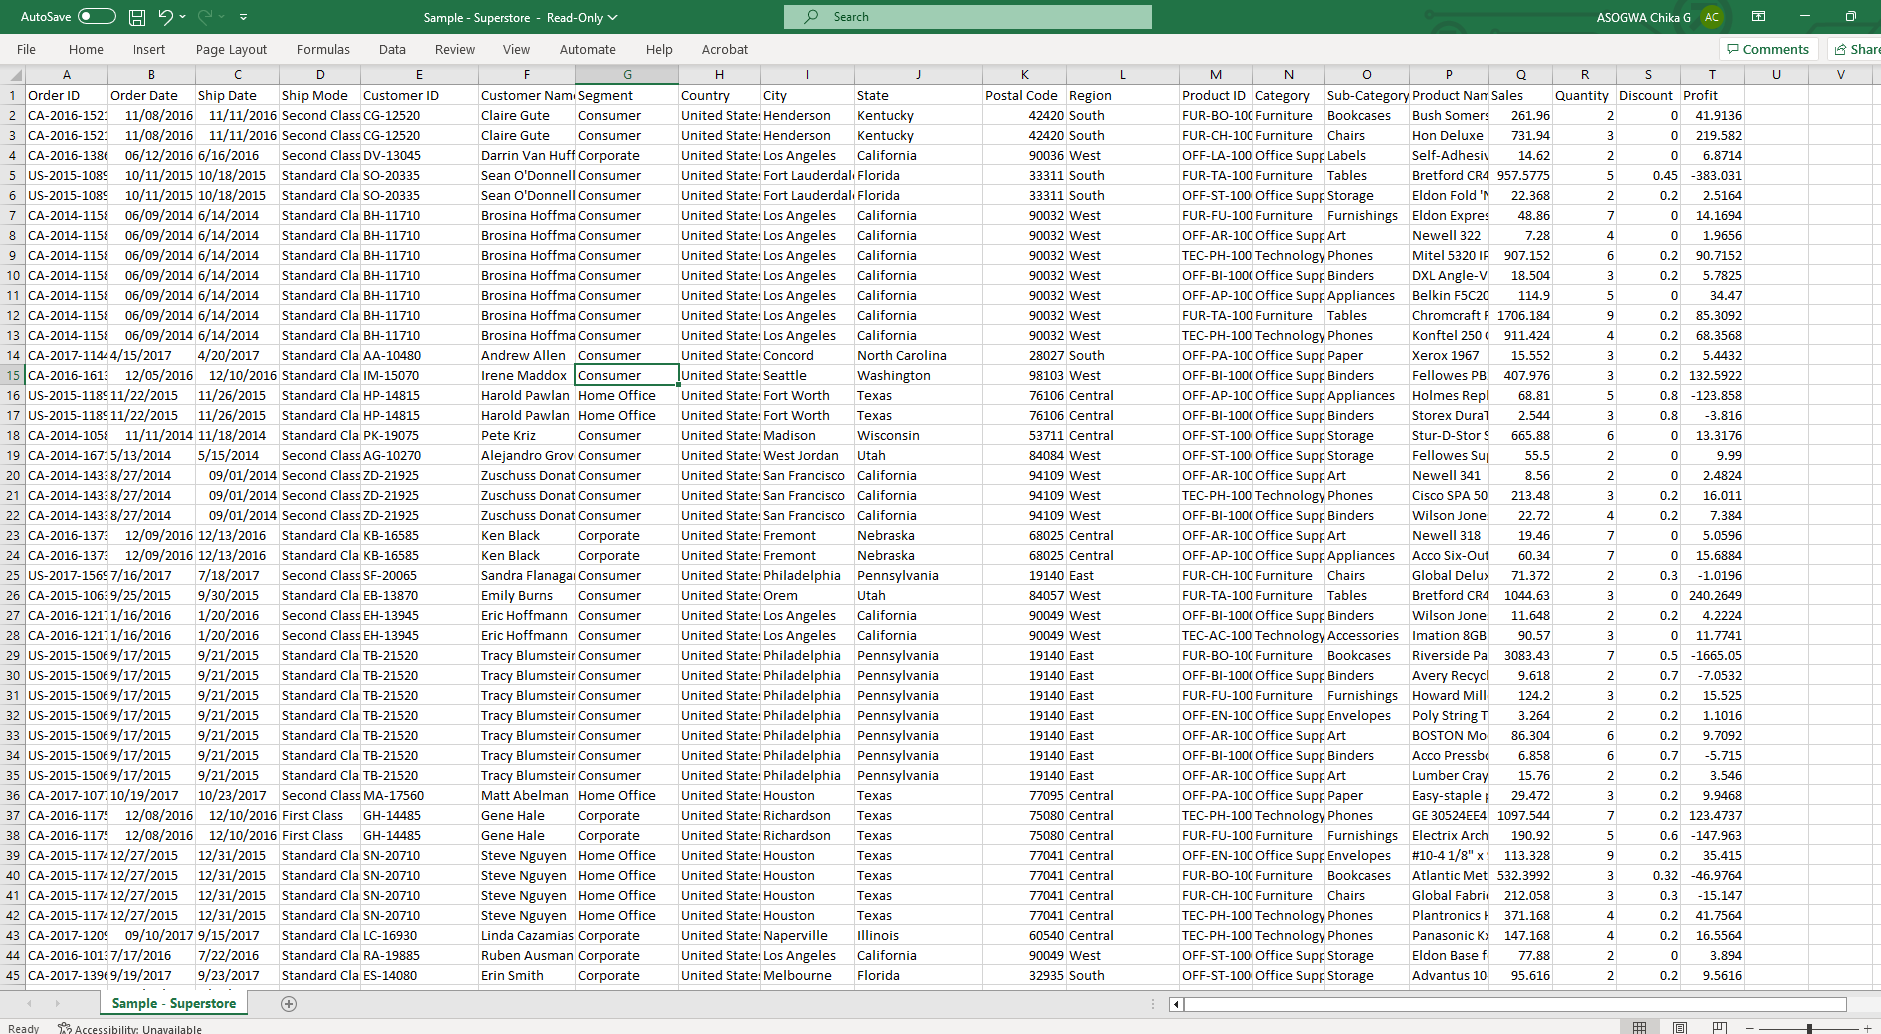 AutoSave Sample - Superstore - Read-Only Search ASOGWA Chika G AC
File Home Insert Page Layout Formulas Data Review View Automate Help Acrobat Comments Share
A B C D E F G H I J K L M N O P Q R S T U V
1 Order ID Order Date Ship Date Ship Mode Customer ID Customer Nam Segment Country City State Postal Code Region Product ID Category Sub-Category Product Nam Sales Quantity Discount Profit
2 CA-2016-1521 11/08/2016 11/11/2016 Second Class CG-12520 Claire Gute Consumer United States Henderson Kentucky 42420 South FUR-BO-100 Furniture Bookcases Bush Somers 261.96 2 0 41.9136
3 CA-2016-1521 11/08/2016 11/11/2016 Second Class CG-12520 Claire Gute Consumer United States Henderson Kentucky 42420 South FUR-CH-100 Furniture Chairs Hon Deluxe 731.94 3 0 219.582
4 CA-2016-1386 06/12/2016 6/16/2016 Second Class DV-13045 Darrin Van Huff Corporate United States Los Angeles California 90036 West OFF-LA-100 Office Supp Labels Self-Adhesiv 14.62 2 0 6.8714
5 US-2015-1089 10/11/2015 10/18/2015 Standard Cla SO-20335 Sean O'Donnell Consumer United States Fort Lauderdal Florida 33311 South FUR-TA-100 Furniture Tables Bretford CR4 957.5775 5 0.45 -383.031
6 US-2015-1089 10/11/2015 10/18/2015 Standard Cla SO-20335 Sean O'Donnell Consumer United States Fort Lauderdal Florida 33311 South OFF-ST-100 Office Supp Storage Eldon Fold 'N 22.368 2 0.2 2.5164
7 CA-2014-1158 06/09/2014 6/14/2014 Standard Cla BH-11710 Brosina Hoffma Consumer United States Los Angeles California 90032 West FUR-FU-100 Furniture Furnishings Eldon Expres 48.86 7 0 14.1694
8 CA-2014-1158 06/09/2014 6/14/2014 Standard Cla BH-11710 Brosina Hoffma Consumer United States Los Angeles California 90032 West OFF-AR-100 Office Supp Art Newell 322 7.28 4 0 1.9656
9 CA-2014-1158 06/09/2014 6/14/2014 Standard Cla BH-11710 Brosina Hoffma Consumer United States Los Angeles California 90032 West TEC-PH-100 Technology Phones Mitel 5320 IP 907.152 6 0.2 90.7152
10 CA-2014-1158 06/09/2014 6/14/2014 Standard Cla BH-11710 Brosina Hoffma Consumer United States Los Angeles California 90032 West OFF-BI-1000 Office Supp Binders DXL Angle-V 18.504 3 0.2 5.7825
11 CA-2014-1158 06/09/2014 6/14/2014 Standard Cla BH-11710 Brosina Hoffma Consumer United States Los Angeles California 90032 West OFF-AP-100 Office Supp Appliances Belkin F5C20 114.9 5 0 34.47
12 CA-2014-1158 06/09/2014 6/14/2014 Standard Cla BH-11710 Brosina Hoffma Consumer United States Los Angeles California 90032 West FUR-TA-100 Furniture Tables Chromcraft R 1706.184 9 0.2 85.3092
13 CA-2014-1158 06/09/2014 6/14/2014 Standard Cla BH-11710 Brosina Hoffma Consumer United States Los Angeles California 90032 West TEC-PH-100 Technology Phones Konftel 250 911.424 4 0.2 68.3568
14 CA-2017-1144 4/15/2017 4/20/2017 Standard Cla AA-10480 Andrew Allen Consumer United States Concord North Carolina 28027 South OFF-PA-100 Office Supp Paper Xerox 1967 15.552 3 0.2 5.4432
15 CA-2016-1613 12/05/2016 12/10/2016 Standard Cla IM-15070 Irene Maddox Consumer United States Seattle Washington 98103 West OFF-BI-1000 Office Supp Binders Fellowes PB 407.976 3 0.2 132.5922
16 US-2015-1189 11/22/2015 11/26/2015 Standard Cla HP-14815 Harold Pawlan Home Office United States Fort Worth Texas 76106 Central OFF-AP-100 Office Supp Appliances Holmes Repl 68.81 5 0.8 -123.858
17 US-2015-1189 11/22/2015 11/26/2015 Standard Cla HP-14815 Harold Pawlan Home Office United States Fort Worth Texas 76106 Central OFF-BI-1000 Office Supp Binders Storex DuraT 2.544 3 0.8 -3.816
18 CA-2014-1058 11/11/2014 11/18/2014 Standard Cla PK-19075 Pete Kriz Consumer United States Madison Wisconsin 53711 Central OFF-ST-100 Office Supp Storage Stur-D-Stor S 665.88 6 0 13.3176
19 CA-2014-1671 5/13/2014 5/15/2014 Second Class AG-10270 Alejandro Grov Consumer United States West Jordan Utah 84084 West OFF-ST-100 Office Supp Storage Fellowes Su 55.5 2 0 9.99
20 CA-2014-1433 8/27/2014 09/01/2014 Second Class ZD-21925 Zuschuss Donat Consumer United States San Francisco California 94109 West OFF-AR-100 Office Supp Art Newell 341 8.56 2 0 2.4824
21 CA-2014-1433 8/27/2014 09/01/2014 Second Class ZD-21925 Zuschuss Donat Consumer United States San Francisco California 94109 West TEC-PH-100 Technology Phones Cisco SPA 50 213.48 3 0.2 16.011
22 CA-2014-1433 8/27/2014 09/01/2014 Second Class ZD-21925 Zuschuss Donat Consumer United States San Francisco California 94109 West OFF-BI-1000 Office Supp Binders Wilson Jone 22.72 4 0.2 7.384
23 CA-2016-1373 12/09/2016 12/13/2016 Standard Cla KB-16585 Ken Black Corporate United States Fremont Nebraska 68025 Central OFF-AR-100 Office Supp Art Newell 318 19.46 7 0 5.0596
24 CA-2016-1373 12/09/2016 12/13/2016 Standard Cla KB-16585 Ken Black Corporate United States Fremont Nebraska 68025 Central OFF-AP-100 Office Supp Appliances Acco Six-Out 60.34 7 0 15.6884
25 US-2017-1569 7/16/2017 7/18/2017 Second Class SF-20065 Sandra Flanaga Consumer United States Philadelphia Pennsylvania 19140 East FUR-CH-100 Furniture Chairs Global Delux 71.372 2 0.3 -1.0196
26 CA-2015-1063 9/25/2015 9/30/2015 Standard Cla EB-13870 Emily Burns Consumer United States Orem Utah 84057 West FUR-TA-100 Furniture Tables Bretford CR4 1044.63 3 0 240.2649
27 CA-2016-1217 1/16/2016 1/20/2016 Second Class EH-13945 Eric Hoffmann Consumer United States Los Angeles California 90049 West OFF-BI-1000 Office Supp Binders Wilson Jone 11.648 2 0.2 4.2224
28 CA-2016-1217 1/16/2016 1/20/2016 Second Class EH-13945 Eric Hoffmann Consumer United States Los Angeles California 90049 West TEC-AC-100 Technology Accessories Imation 8GB 90.57 3 0 11.7741
29 US-2015-1506 9/17/2015 9/21/2015 Standard Cla TB-21520 Tracy Blumstein Consumer United States Philadelphia Pennsylvania 19140 East FUR-BO-100 Furniture Bookcases Riverside Pa 3083.43 7 0.5 -1665.05
30 US-2015-1506 9/17/2015 9/21/2015 Standard Cla TB-21520 Tracy Blumstein Consumer United States Philadelphia Pennsylvania 19140 East OFF-BI-1000 Office Supp Binders Avery Recycl 9.618 2 0.7 -7.0532
31 US-2015-1506 9/17/2015 9/21/2015 Standard Cla TB-21520 Tracy Blumstein Consumer United States Philadelphia Pennsylvania 19140 East FUR-FU-100 Furniture Furnishings Howard Mill 124.2 3 0.2 15.525
32 US-2015-1506 9/17/2015 9/21/2015 Standard Cla TB-21520 Tracy Blumstein Consumer United States Philadelphia Pennsylvania 19140 East OFF-EN-100 Office Supp Envelopes Poly String T 3.264 2 0.2 1.1016
33 US-2015-1506 9/17/2015 9/21/2015 Standard Cla TB-21520 Tracy Blumstein Consumer United States Philadelphia Pennsylvania 19140 East OFF-AR-100 Office Supp Art BOSTON Mo 86.304 6 0.2 9.7092
34 US-2015-1506 9/17/2015 9/21/2015 Standard Cla TB-21520 Tracy Blumstein Consumer United States Philadelphia Pennsylvania 19140 East OFF-BI-1000 Office Supp Binders Acco Pressbo 6.858 6 0.7 -5.715
35 US-2015-1506 9/17/2015 9/21/2015 Standard Cla TB-21520 Tracy Blumstein Consumer United States Philadelphia Pennsylvania 19140 East OFF-AR-100 Office Supp Art Lumber Cray 15.76 2 0.2 3.546
36 CA-2017-1077 10/19/2017 10/23/2017 Second Class MA-17560 Matt Abelman Home Office United States Houston Texas 77095 Central OFF-PA-100 Office Supp Paper Easy-staple p 29.472 3 0.2 9.9468
37 CA-2016-1175 12/08/2016 12/10/2016 First Class GH-14485 Gene Hale Corporate United States Richardson Texas 75080 Central TEC-PH-100 Technology Phones GE 30524EE4 1097.544 7 0.2 123.4737
38 CA-2016-1175 12/08/2016 12/10/2016 First Class GH-14485 Gene Hale Corporate United States Richardson Texas 75080 Central FUR-FU-100 Furniture Furnishings Electrix Arch 190.92 5 0.6 -147.963
39 CA-2015-1174 12/27/2015 12/31/2015 Standard Cla SN-20710 Steve Nguyen Home Office United States Houston Texas 77041 Central OFF-EN-100 Office Supp Envelopes #10-4 1/8" x 113.328 9 0.2 35.415
40 CA-2015-1174 12/27/2015 12/31/2015 Standard Cla SN-20710 Steve Nguyen Home Office United States Houston Texas 77041 Central FUR-BO-100 Furniture Bookcases Atlantic Met 532.3992 3 0.32 -46.9764
41 CA-2015-1174 12/27/2015 12/31/2015 Standard Cla SN-20710 Steve Nguyen Home Office United States Houston Texas 77041 Central FUR-CH-100 Furniture Chairs Global Fabri 212.058 3 0.3 -15.147
42 CA-2015-1174 12/27/2015 12/31/2015 Standard Cla SN-20710 Steve Nguyen Home Office United States Houston Texas 77041 Central TEC-PH-100 Technology Phones Plantronics 371.168 4 0.2 41.7564
43 CA-2017-1209 09/10/2017 9/15/2017 Standard Cla LC-16930 Linda Cazamias Corporate United States Naperville Illinois 60540 Central TEC-PH-100 Technology Phones Panasonic Kx 147.168 4 0.2 16.5564
44 CA-2016-1013 7/17/2016 7/22/2016 Standard Cla RA-19885 Ruben Ausman Corporate United States Los Angeles California 90049 West OFF-ST-100 Office Supp Storage Eldon Base f 77.88 2 0 3.894
45 CA-2017-1396 9/19/2017 9/23/2017 Standard Cla ES-14080 Erin Smith Corporate United States Melbourne Florida 32935 South OFF-ST-100 Office Supp Storage Advantus 10 95.616 2 0.2 9.5616
Sample - Superstore
Ready Accessibility: Unavailable